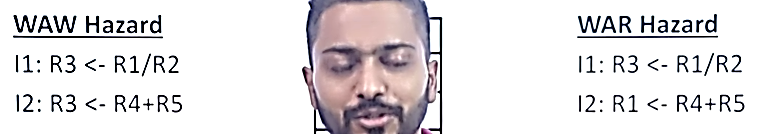 WAW Hazard
I1: R3 <- R1/R2
I2: R3 <- R4+R5
WAR Hazard
I1: R3 <- R1/R2
I2: R1 <- R4+R5